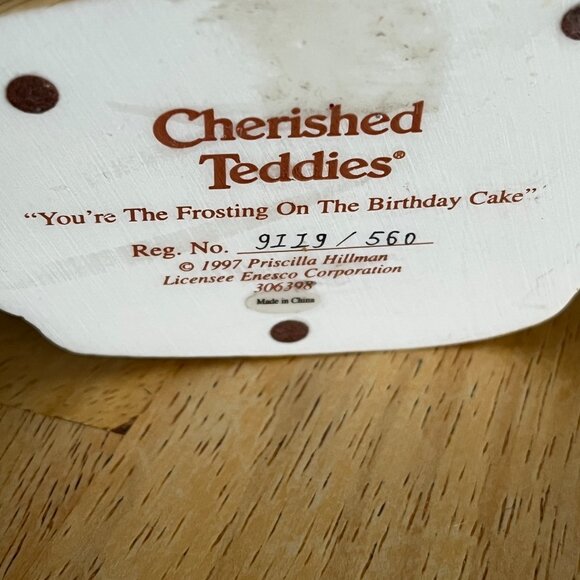 Cherished
Teddies®
“You're The Frosting On The Birthday Cake”
Reg. No. 9II9/560
© 1997 Priscilla Hillman
Licensee Enesco Corporation
306398
Made in China